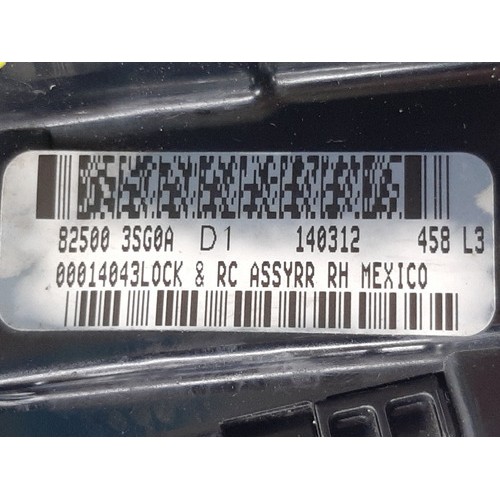 82500 3SG0A D1 140312 458 L3
00014043LOCK & RC ASSYRR RH MEXICO